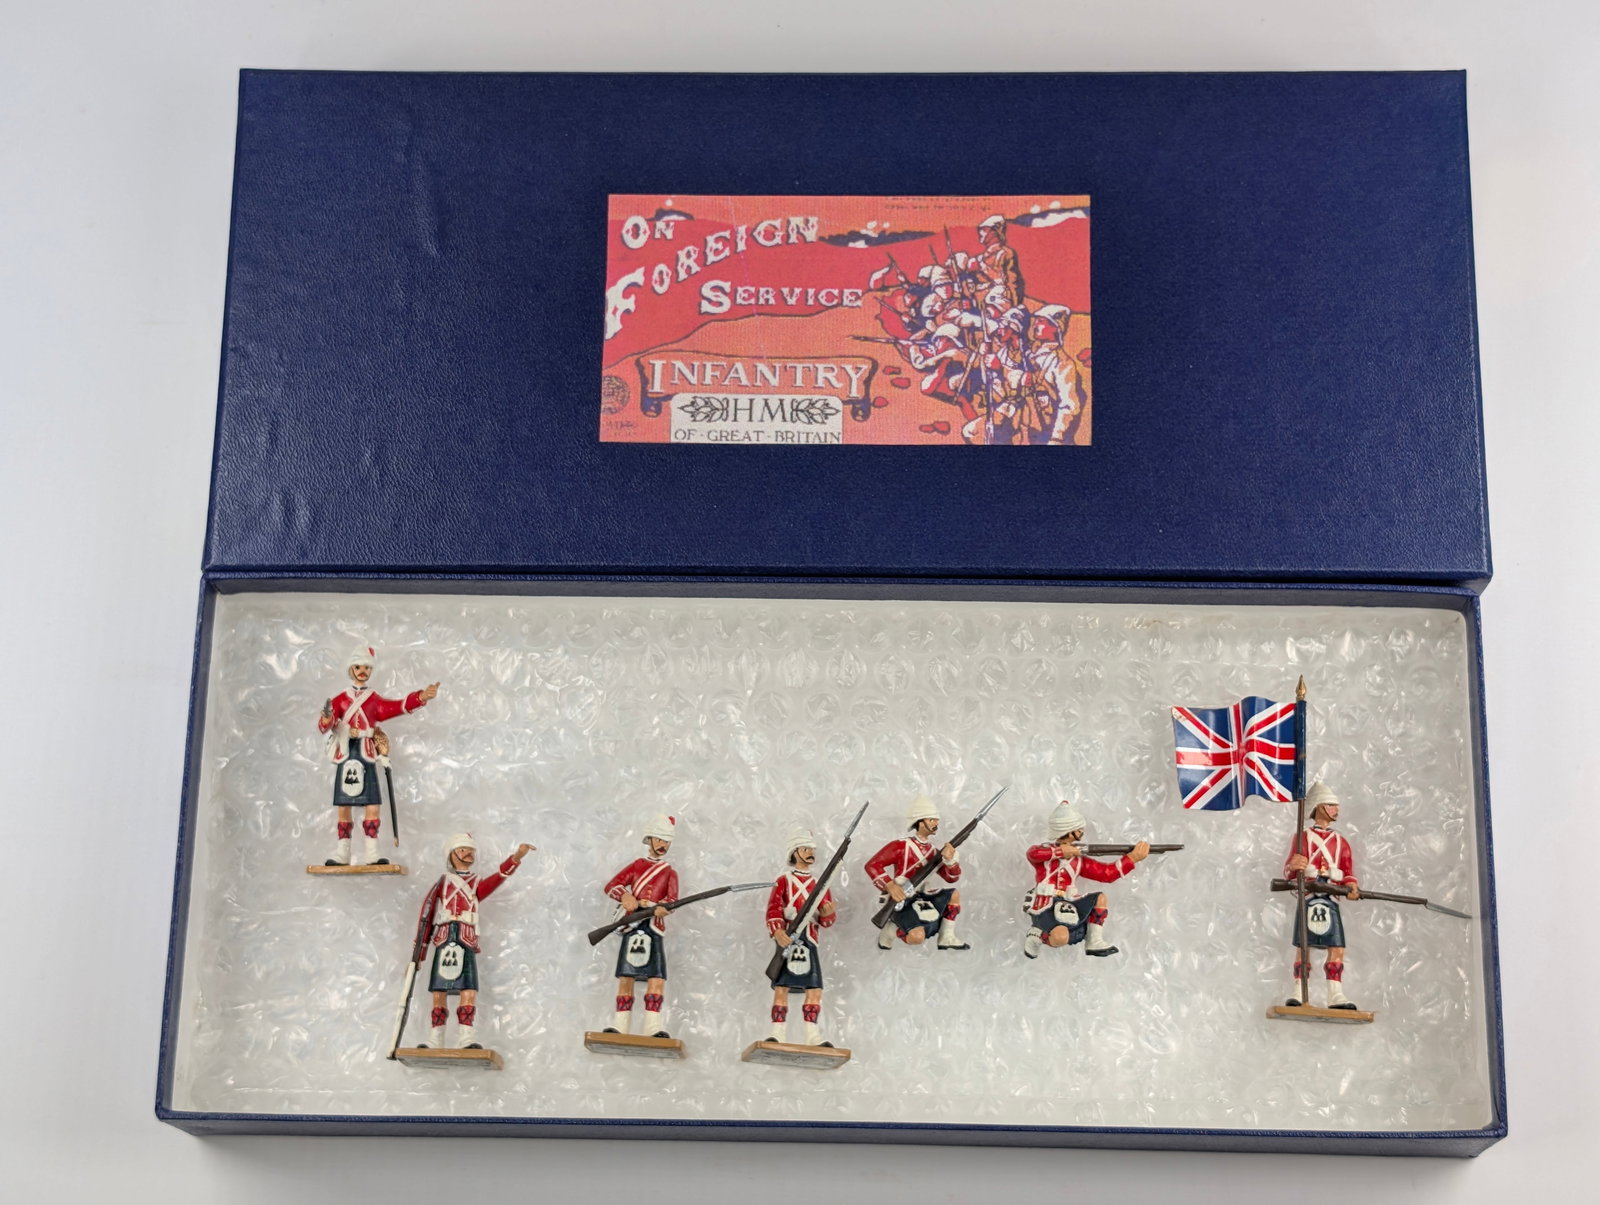 ON
FOREIGN
SERVICE
INFANTRY
HM
OF · GREAT · BRITAIN